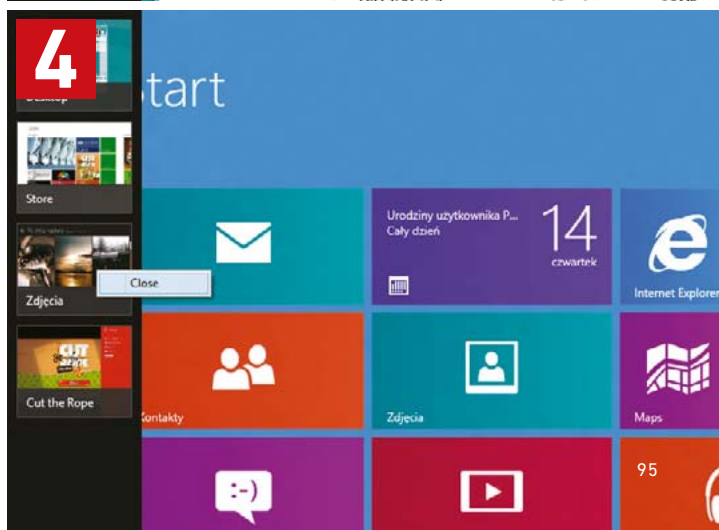 4
Start
Desktop
Store
Zdjęcia
Close
Cut the Rope
Urodziny użytkownika P...
Cały dzień
14
czwartek
Internet Explorer
Kontakty
Zdjęcia
Maps
:-)
95